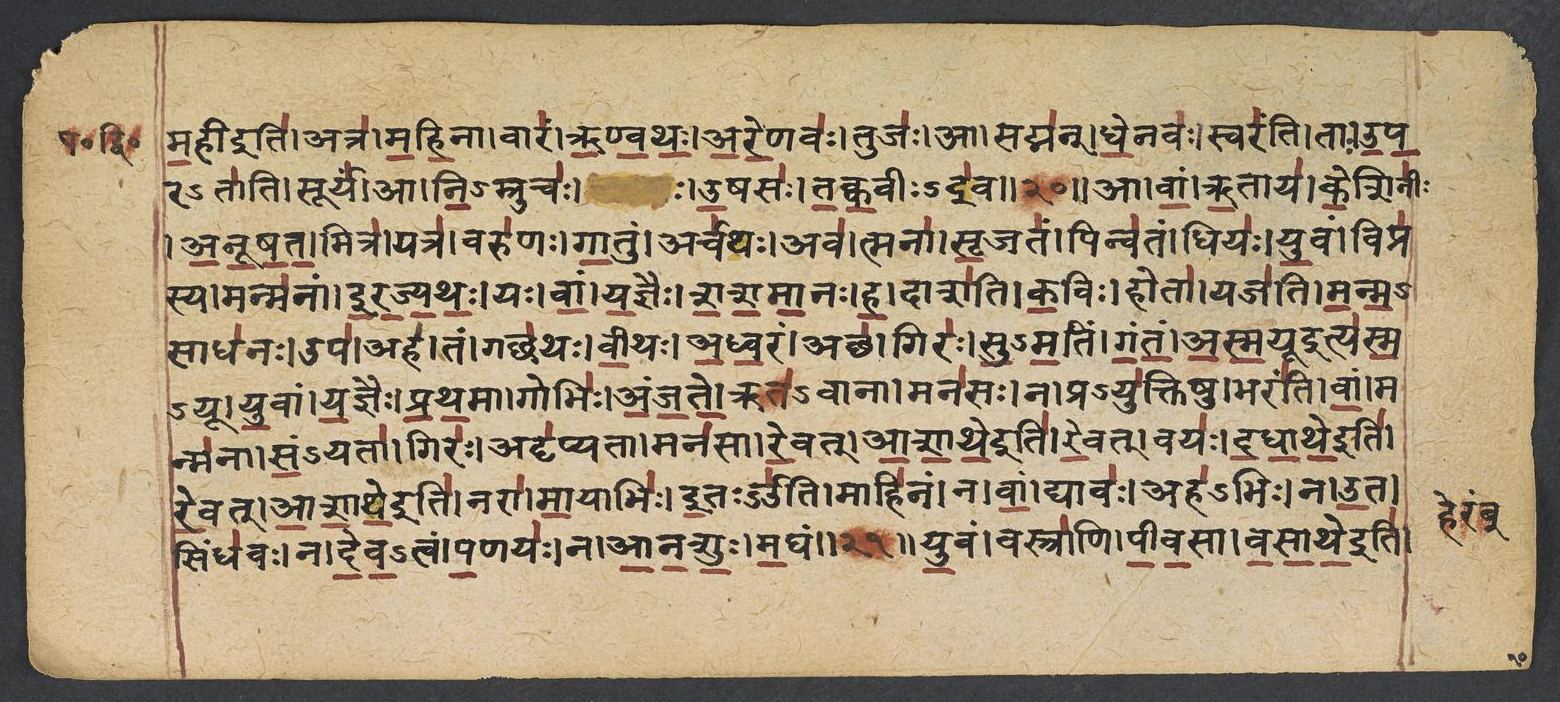 प॰ द्वि॰
महीइति।अत्र।महिना।वारं।ऋण्वथः।अरेणवः।तुजः।आ।सद्मन्।धेनवः।स्वरंति।ताः।उप
रऽताति।सूर्यं।आ।निऽम्रुचः।ः।उषसः।तक्ववीःऽइव॥२०॥आ।वां।ऋताय।केशिनीः
।अनूषत।मित्र।यत्र।वरुणः।गातुं।अर्चथः।अव।त्मना।सृजतं।पिन्वतं।धियः।युवं।विप्र
स्य।मन्मनां।इरज्यथः।यः।वां।यज्ञैः।शशमानः।ह।दाशति।कविः।होता।यजति।मन्मऽ
साधनः।उप।अह।तं।गछथः।वीथः।अध्वरं।अछ।गिरः।सुऽमतिं।गंतं।अस्मयूइत्यस्म
ऽयू।युवां।यज्ञैः।प्रथमा।गोभिः।अंजते।ऋतऽवाना।मनसः।न।प्रऽयुक्तिषु।भरंति।वां।म
न्मना।संऽयता।गिरः।अदृप्यता।मनसा।रेवत्।आशाथेइति।रेवत्।वयः।दधाथेइति।
रेवत्।आशाथेइति।नरा।मायाभिः।इतःऽऊति।माहिनं।न।वां।द्यावः।अहऽभिः।न।उत।
सिंधवः।न।देवऽत्वं।पणयः।न।आनशुः।मघं॥२१॥युवं।वस्त्राणि।पीवसा।वसाथेइति।
हेरंबू
१०